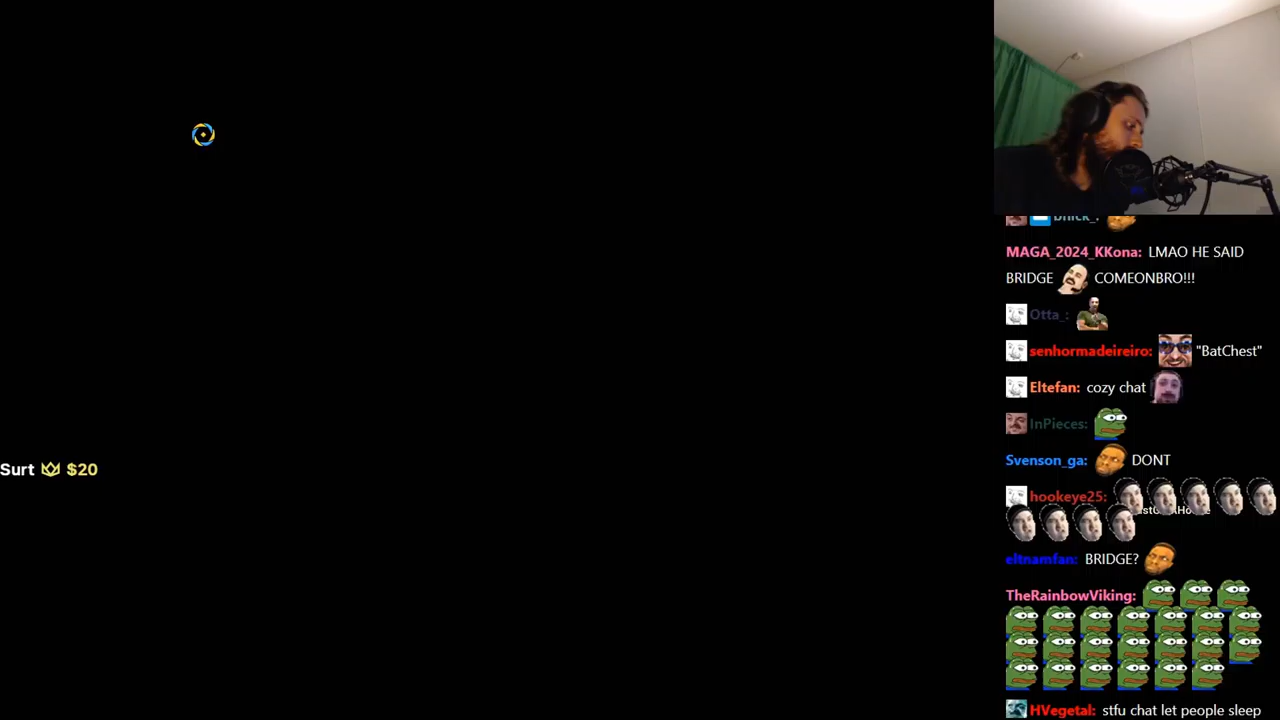 bnick_:
MAGA_2024_KKona: LMAO HE SAID
BRIDGE COMEONBRO!!!
Otta_:
senhormadeireiro: "BatChest"
Eltefan: cozy chat
InPieces:
Surt $20
Svenson_ga: DONT
hookeye25:
eltnamfan: BRIDGE?
TheRainbowViking:
HVegetal: stfu chat let people sleep